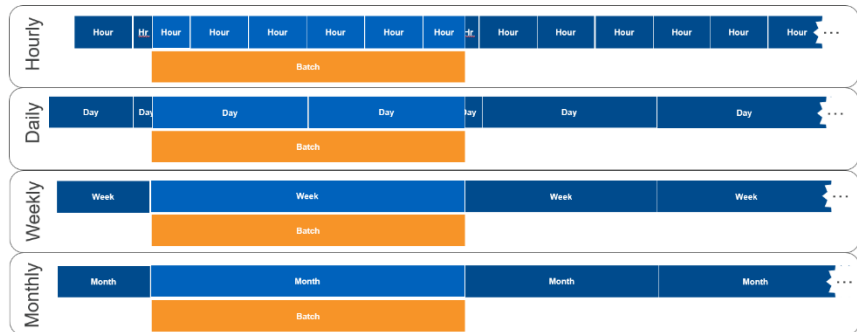 Hourly
Hour Hr Hour Hour Hour Hour Hour Hour Hr Hour Hour Hour Hour Hour Hour ...
Batch
Daily
Day Day Day Day Day Day Day ...
Batch
Weekly
Week Week Week Week ...
Batch
Monthly
Month Month Month Month ...
Batch